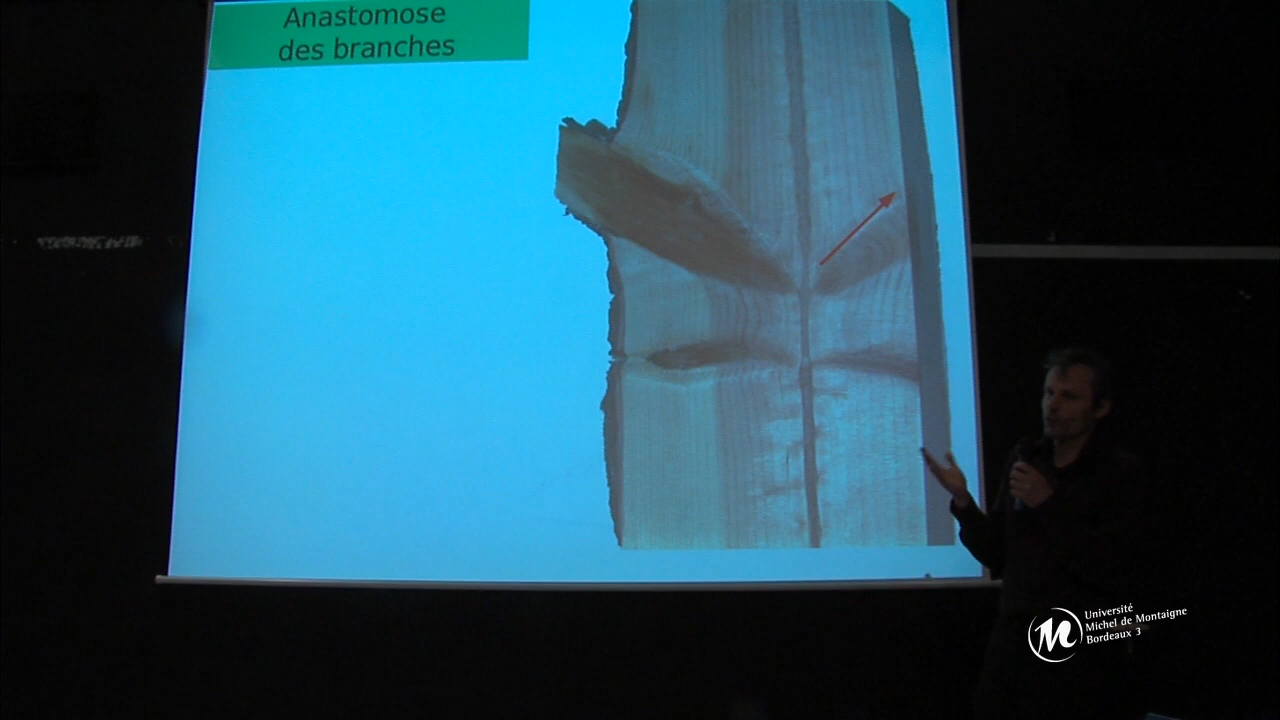 Anastomose
des branches
Université
Michel de Montaigne
Bordeaux 3